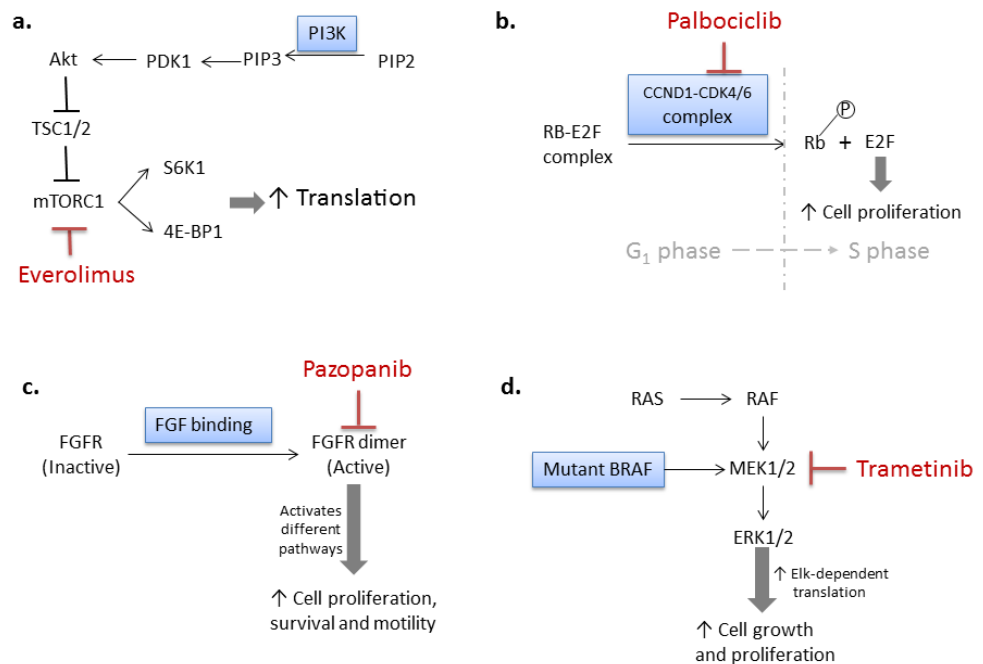 a.
PI3K
Akt
PDK1
PIP3
PIP2
TSC1/2
mTORC1
S6K1
4E-BP1
↑ Translation
Everolimus
b.
Palbociclib
CCND1-CDK4/6
complex
RB-E2F
complex
P
Rb + E2F
↑ Cell proliferation
G₁ phase
S phase
c.
Pazopanib
FGF binding
FGFR
(Inactive)
FGFR dimer
(Active)
Activates
different
pathways
↑ Cell proliferation,
survival and motility
d.
RAS
RAF
Mutant BRAF
MEK1/2
Trametinib
ERK1/2
↑ Elk-dependent
translation
↑ Cell growth
and proliferation